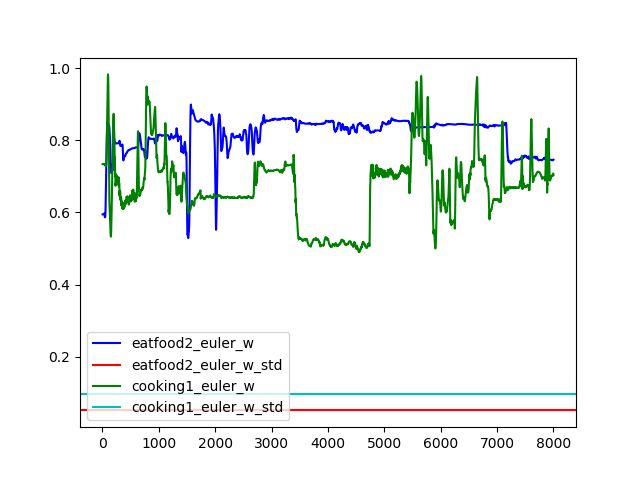 1.0
0.8
0.6
0.4
0.2
eatfood2_euler_w
eatfood2_euler_w_std
cooking1_euler_w
cooking1_euler_w_std
0 1000 2000 3000 4000 5000 6000 7000 8000